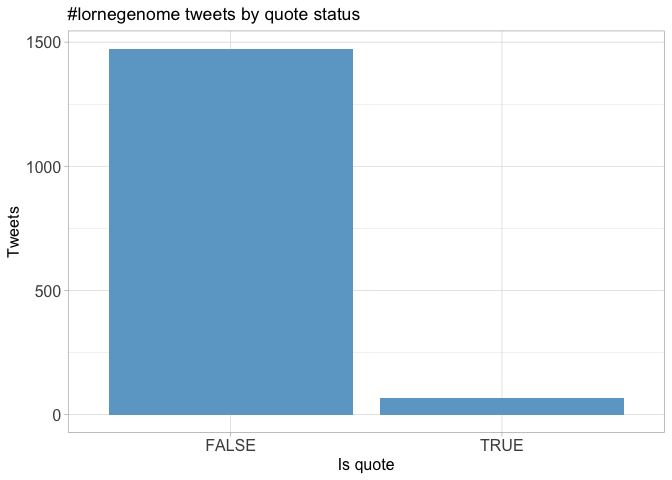 #lornegenome tweets by quote status
1500
1000
500
0
Tweets
FALSE
TRUE
Is quote